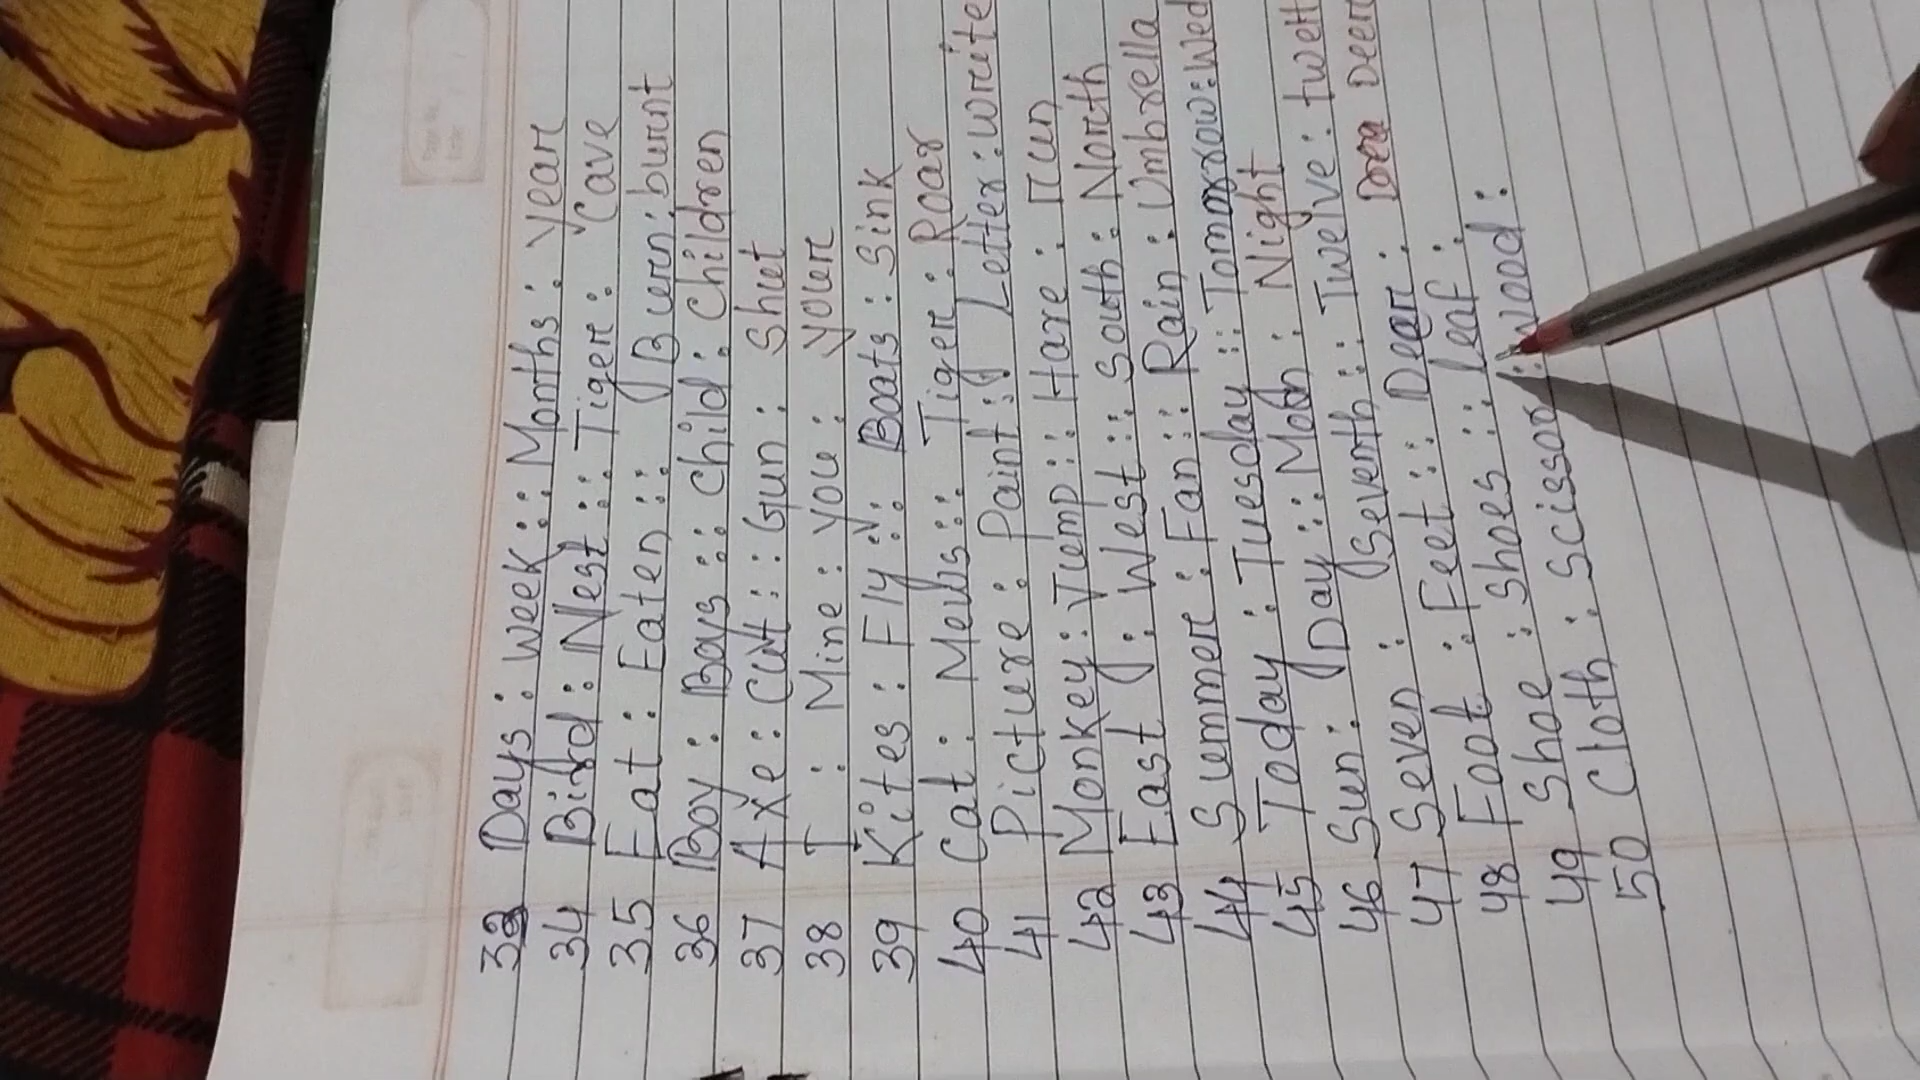 33 Days : Week :: Months : Year
34 Bird : Nest :: Tiger : Cave
35 Eat : Eaten :: Burn : burnt
36 Boy : Boys :: child : children
37 Axe : Cut :: Gun : Shut
38 I : Mine : you : your
39 Kites : Fly :: Boats : Sink
40 Cat : Mews :: Tiger : Roar
41 Picture : Paint :: Letter : write
42 Monkey : Jump :: Hare : run
43 East : West :: South : North
44 Summer : Fan :: Rain : Umbrella
45 Today : Tuesday :: Tomorrow : Wed
46 Sun : Day :: Moon : Night
47 Seven : Seventh :: Twelve : twelf
48 Foot : Feet :: Deer : Deer
49 Shoe : Shoes :: leaf :
50 Cloth : Scissor :: Wood :